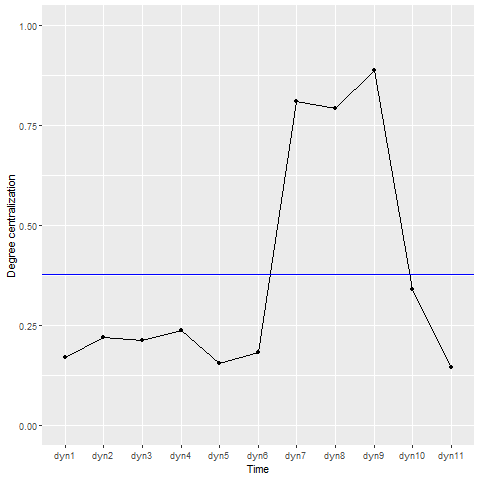 Degree centralization
1.00
0.75
0.50
0.25
0.00
dyn1 dyn2 dyn3 dyn4 dyn5 dyn6 dyn7 dyn8 dyn9 dyn10 dyn11
Time